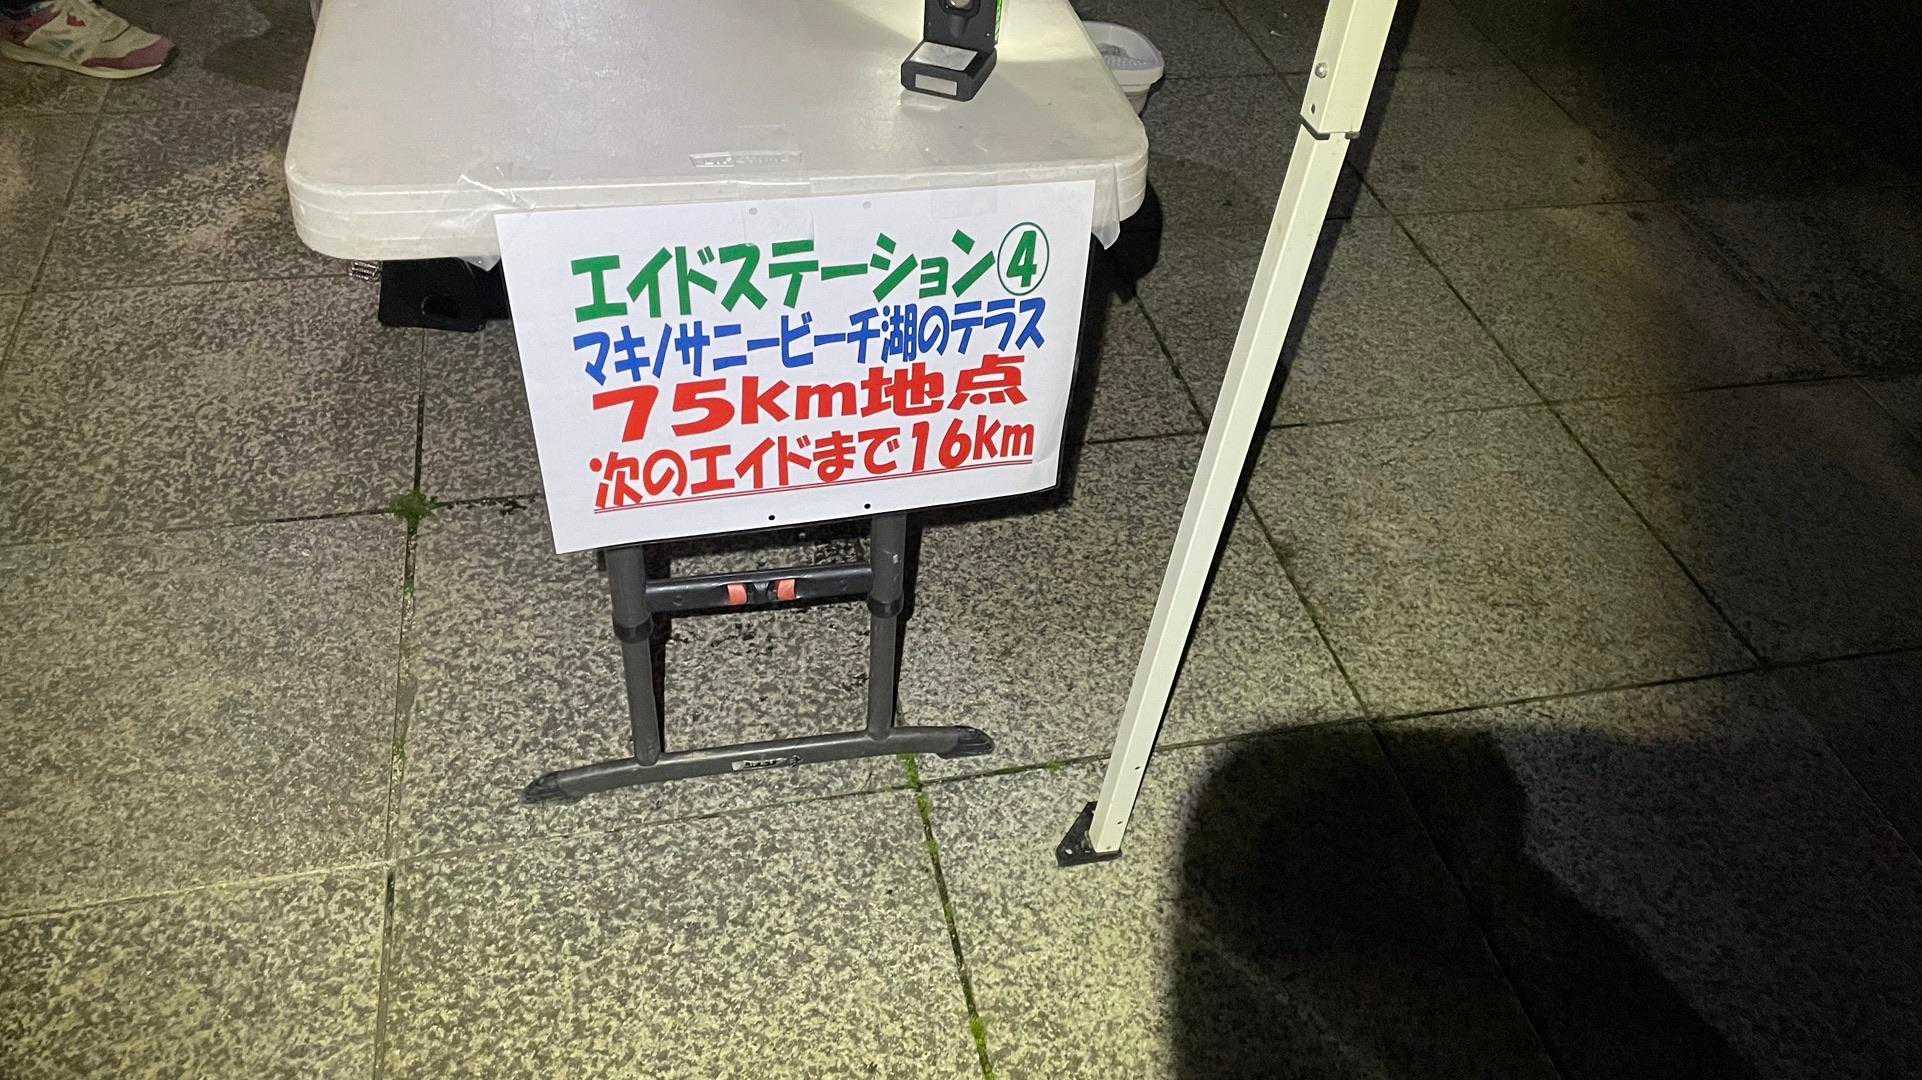 エイドステーション④
マキノサニービーチ湖のテラス
75km地点
次のエイドまで16km